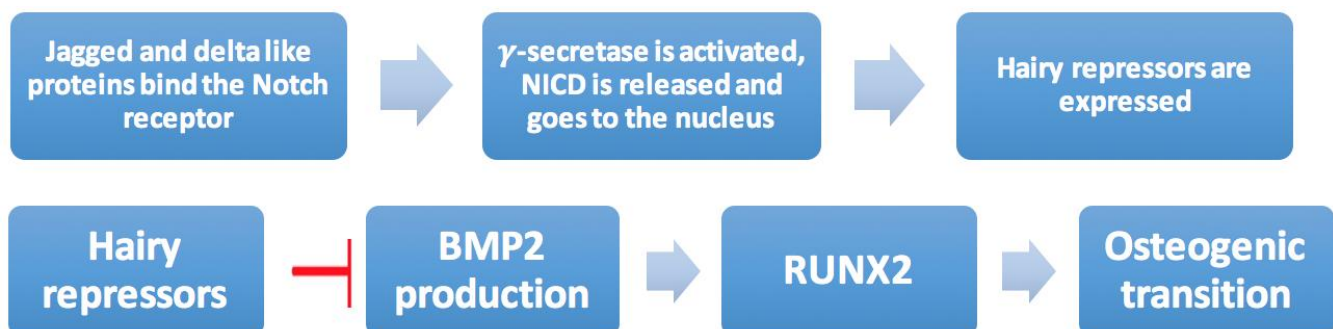 Jagged and delta like
proteins bind the Notch
receptor
γ-secretase is activated,
NICD is released and
goes to the nucleus
Hairy repressors are
expressed
Hairy
repressors
BMP2
production
RUNX2
Osteogenic
transition